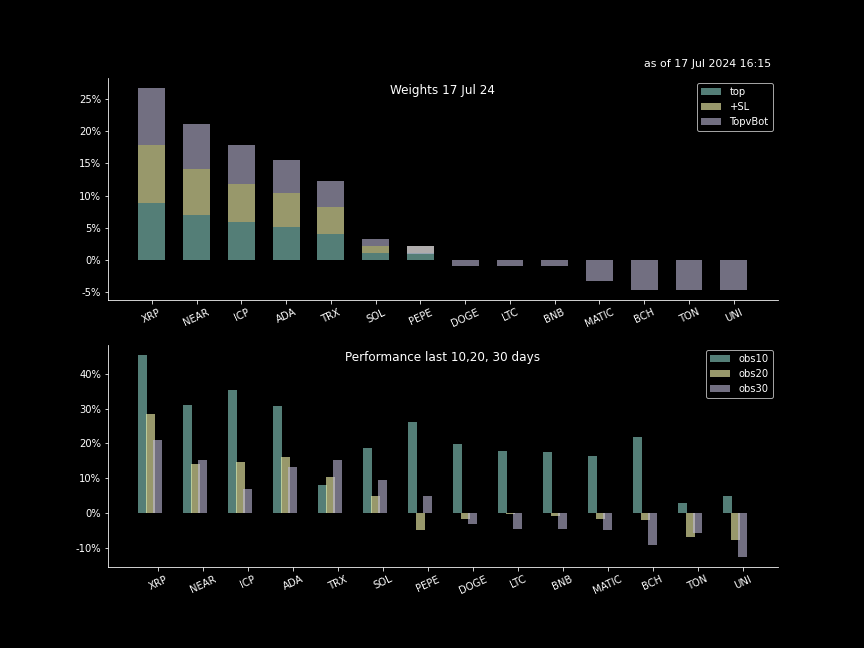 as of 17 Jul 2024 16:15
Weights 17 Jul 24
top
+SL
TopvBot
25%
20%
15%
10%
5%
0%
-5%
XRP NEAR ICP ADA TRX SOL PEPE DOGE LTC BNB MATIC BCH TON UNI
Performance last 10,20, 30 days
obs10
obs20
obs30
40%
30%
20%
10%
0%
-10%
XRP NEAR ICP ADA TRX SOL PEPE DOGE LTC BNB MATIC BCH TON UNI